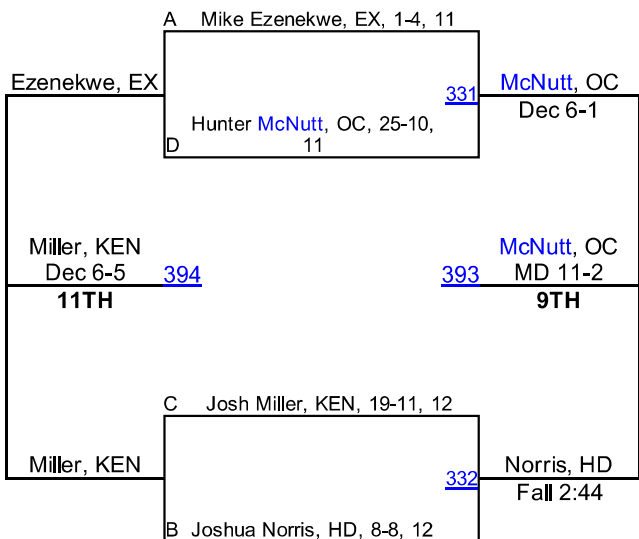 A Mike Ezenekwe, EX, 1-4, 11
Ezenekwe, EX
331
McNutt, OC
Dec 6-1
Hunter McNutt, OC, 25-10,
D 11
Miller, KEN
Dec 6-5
394
11TH
393
McNutt, OC
MD 11-2
9TH
C Josh Miller, KEN, 19-11, 12
Miller, KEN
332
Norris, HD
Fall 2:44
B Joshua Norris, HD, 8-8, 12